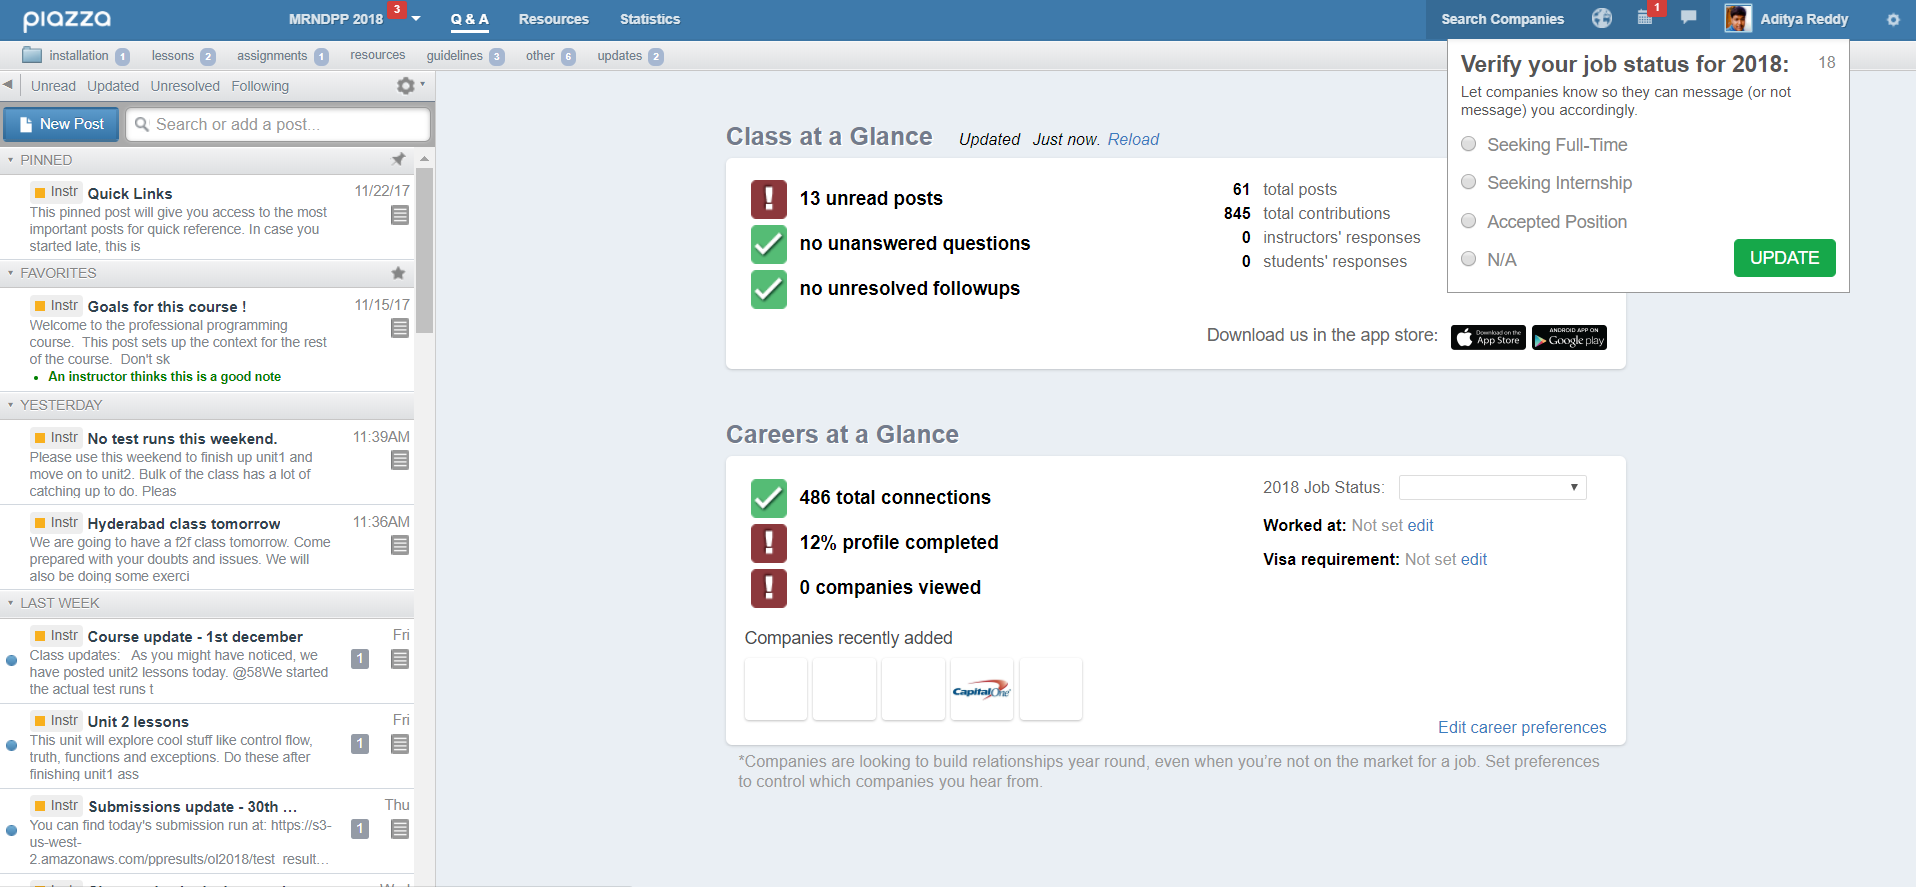 piazza
MRNDPP 2018
3
Q & A
Resources
Statistics
Search Companies
1
Aditya Reddy
installation 1
lessons 2
assignments 1
resources
guidelines 3
other 6
updates 2
Unread Updated Unresolved Following
New Post
Search or add a post...
PINNED
Instr Quick Links 11/22/17
This pinned post will give you access to the most
important posts for quick reference. In case you
started late, this is
FAVORITES
Instr Goals for this course ! 11/15/17
Welcome to the professional programming
course. This post sets up the context for the rest
of the course. Don't sk
• An instructor thinks this is a good note
YESTERDAY
Instr No test runs this weekend. 11:39AM
Please use this weekend to finish up unit1 and
move on to unit2. Bulk of the class has a lot of
catching up to do. Pleas
Instr Hyderabad class tomorrow 11:36AM
We are going to have a f2f class tomorrow. Come
prepared with your doubts and issues. We will
also be doing some exerci
LAST WEEK
Instr Course update - 1st december Fri
Class updates: As you might have noticed, we
have posted unit2 lessons today. @58We started
the actual test runs t
1
Instr Unit 2 lessons Fri
This unit will explore cool stuff like control flow,
truth, functions and exceptions. Do these after
finishing unit1 ass
1
Instr Submissions update - 30th ... Thu
You can find today's submission run at: https://s3-
us-west-
2.amazonaws.com/ppresults/ol2018/test_result...
1
Class at a Glance Updated Just now. Reload
13 unread posts
no unanswered questions
no unresolved followups
61 total posts
845 total contributions
0 instructors' responses
0 students' responses
Download us in the app store:
Download on the
App Store
ANDROID APP ON
Google play
Verify your job status for 2018: 18
Let companies know so they can message (or not
message) you accordingly.
Seeking Full-Time
Seeking Internship
Accepted Position
N/A
UPDATE
Careers at a Glance
486 total connections
12% profile completed
0 companies viewed
2018 Job Status:
Worked at: Not set edit
Visa requirement: Not set edit
Companies recently added
CapitalOne
Edit career preferences
*Companies are looking to build relationships year round, even when you're not on the market for a job. Set preferences
to control which companies you hear from.